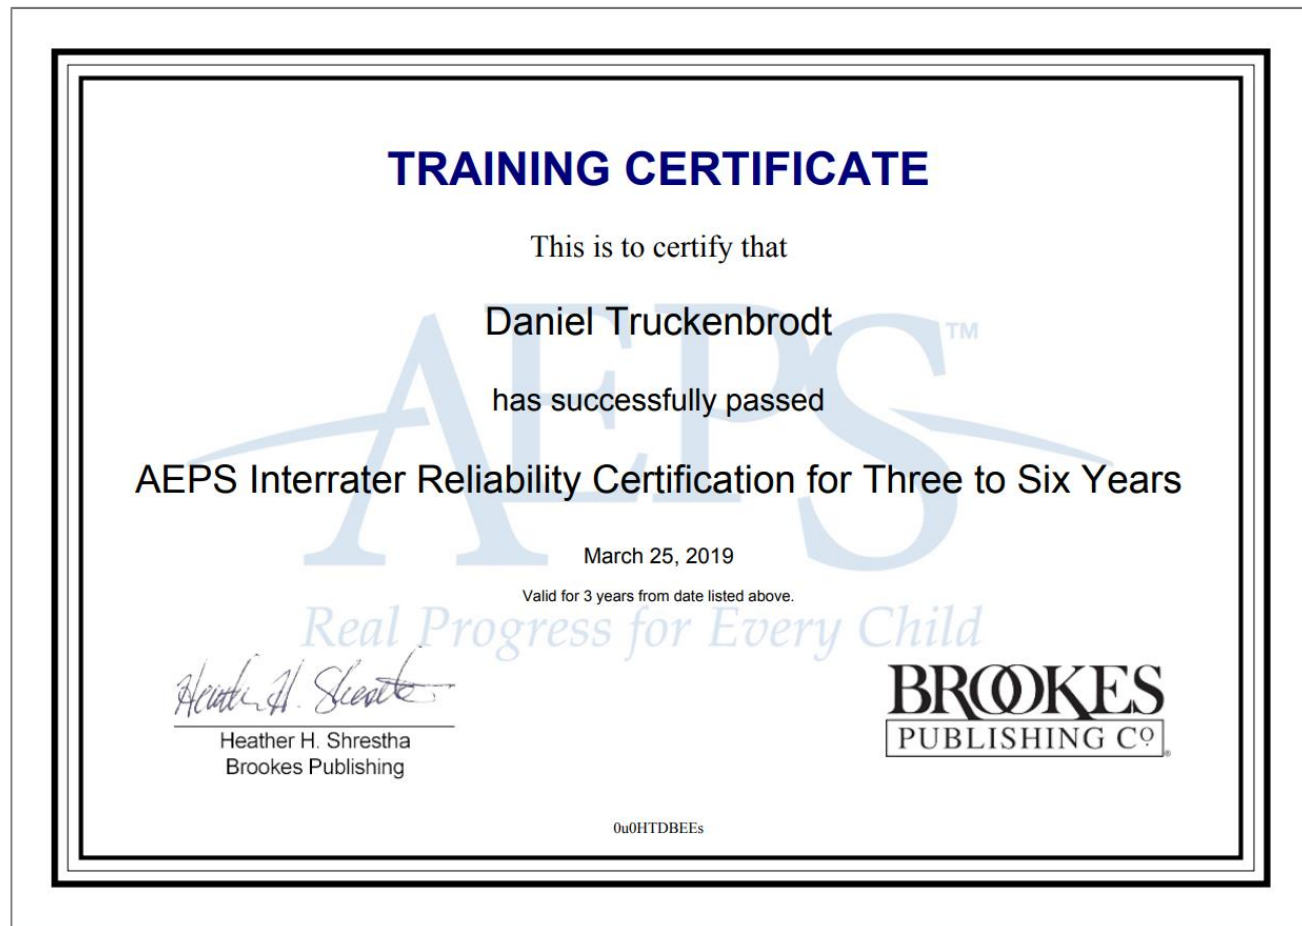 TRAINING CERTIFICATE
This is to certify that
Daniel Truckenbrodt
has successfully passed
AEPS Interrater Reliability Certification for Three to Six Years
March 25, 2019
Valid for 3 years from date listed above.
AEPS™
Real Progress for Every Child
Heather H. Shrestha
Heather H. Shrestha
Brookes Publishing
BROOKES
PUBLISHING Cº ®
0u0HTDBEEs